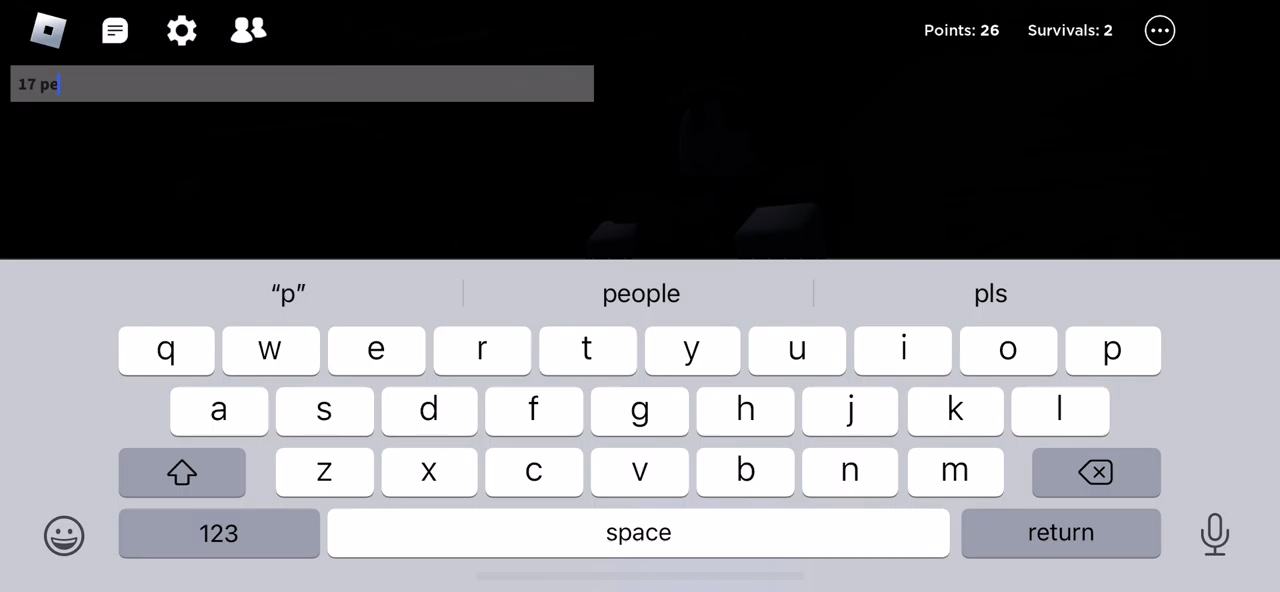 Points: 26 Survivals: 2
17 pe
“p” people pls
q w e r t y u i o p
a s d f g h j k l
z x c v b n m
123 space return